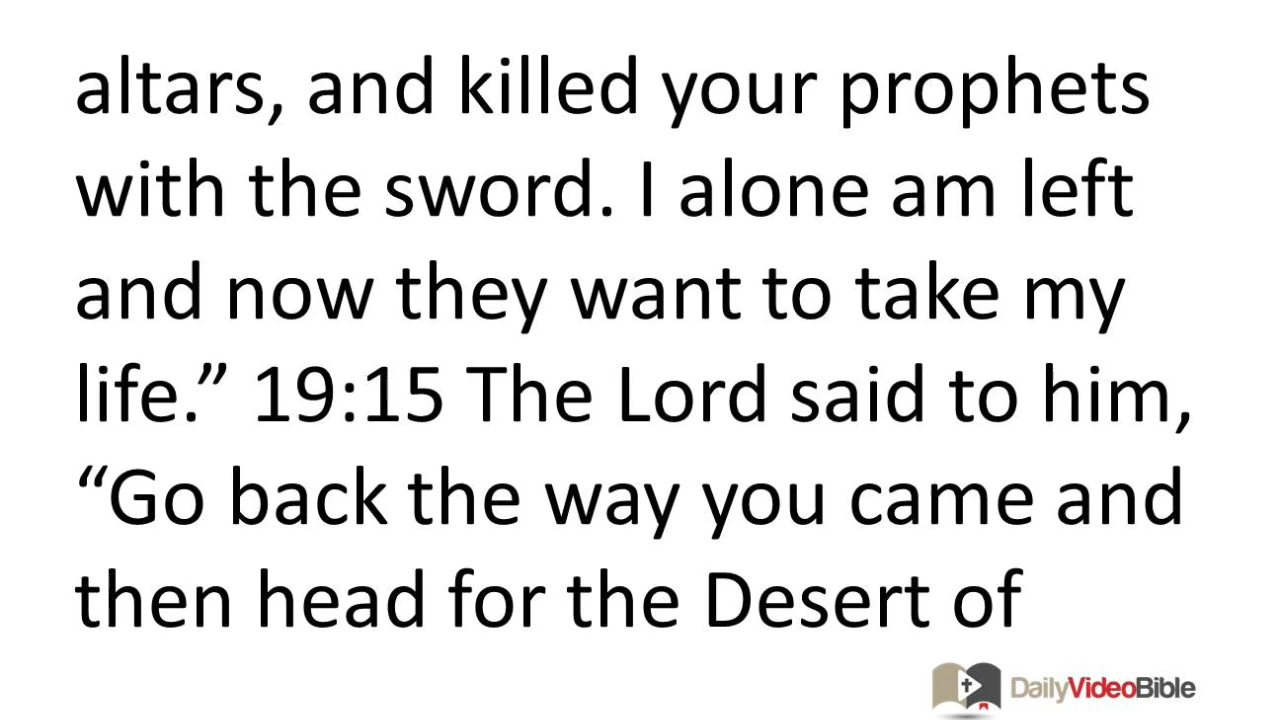 altars, and killed your prophets
with the sword. I alone am left
and now they want to take my
life.” 19:15 The Lord said to him,
“Go back the way you came and
then head for the Desert of
DailyVideoBible